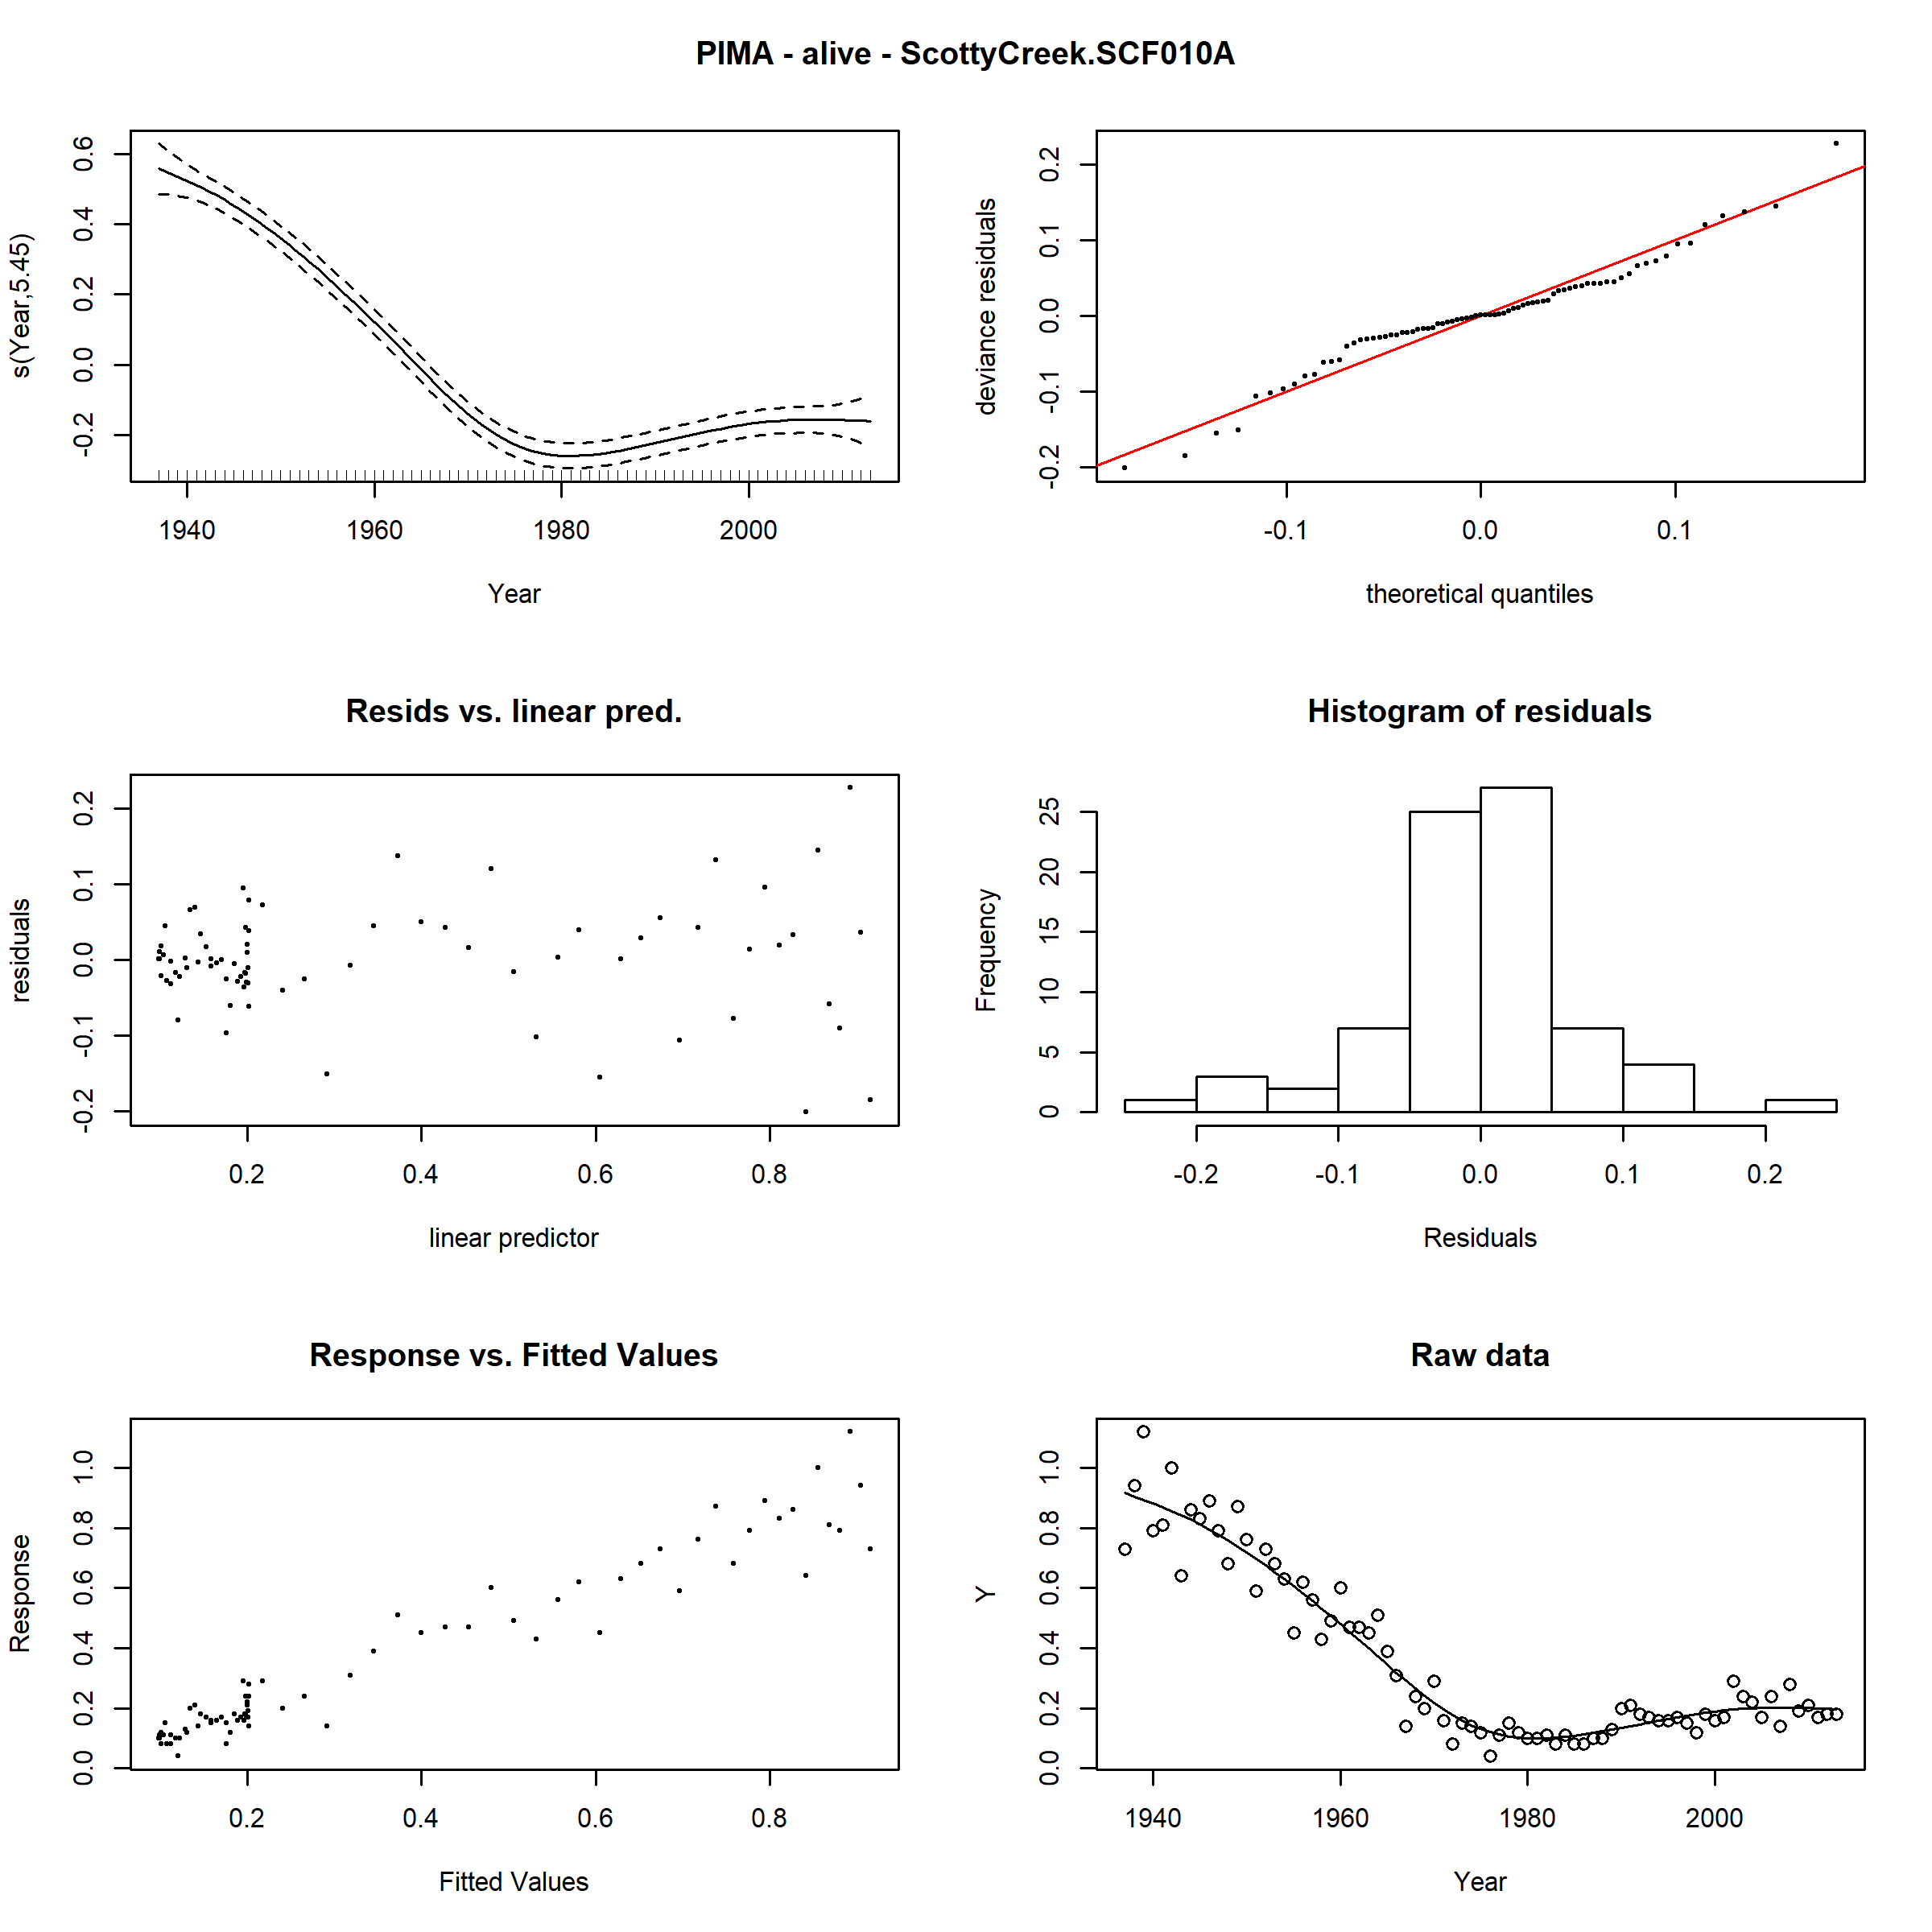 PIMA - alive - ScottyCreek.SCF010A
s(Year,5.45)
0.6
0.4
0.2
0.0
-0.2
1940 1960 1980 2000
Year
deviance residuals
0.2
0.1
0.0
-0.1
-0.2
-0.1 0.0 0.1
theoretical quantiles
Resids vs. linear pred.
residuals
0.2
0.1
0.0
-0.1
-0.2
0.2 0.4 0.6 0.8
linear predictor
Histogram of residuals
Frequency
25
20
15
10
5
0
-0.2 -0.1 0.0 0.1 0.2
Residuals
Response vs. Fitted Values
Response
1.0
0.8
0.6
0.4
0.2
0.0
0.2 0.4 0.6 0.8
Fitted Values
Raw data
Y
1.0
0.8
0.6
0.4
0.2
0.0
1940 1960 1980 2000
Year